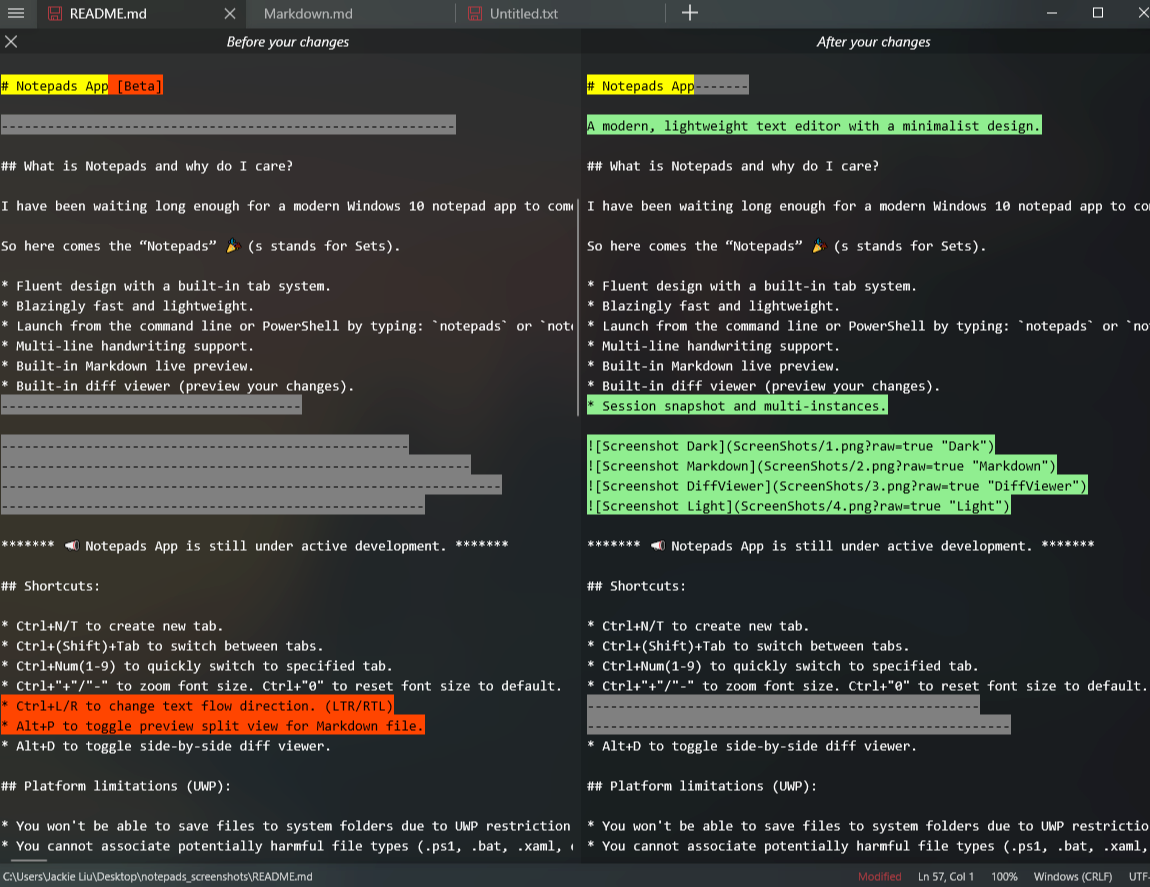 README.md
Markdown.md
Untitled.txt
Before your changes
After your changes
# Notepads App [Beta]
------------------------------------------------------------
## What is Notepads and why do I care?
I have been waiting long enough for a modern Windows 10 notepad app to come
So here comes the “Notepads” 🎉 (s stands for Sets).
* Fluent design with a built-in tab system.
* Blazingly fast and lightweight.
* Launch from the command line or PowerShell by typing: `notepads` or `note
* Multi-line handwriting support.
* Built-in Markdown live preview.
* Built-in diff viewer (preview your changes).
---------------------------------------
-----------------------------------------------------
-------------------------------------------------------------
-----------------------------------------------------------------
-------------------------------------------------------
******* 📢 Notepads App is still under active development. *******
## Shortcuts:
* Ctrl+N/T to create new tab.
* Ctrl+(Shift)+Tab to switch between tabs.
* Ctrl+Num(1-9) to quickly switch to specified tab.
* Ctrl+"+"/"-" to zoom font size. Ctrl+"0" to reset font size to default.
* Ctrl+L/R to change text flow direction. (LTR/RTL)
* Alt+P to toggle preview split view for Markdown file.
* Alt+D to toggle side-by-side diff viewer.
## Platform limitations (UWP):
* You won't be able to save files to system folders due to UWP restriction
* You cannot associate potentially harmful file types (.ps1, .bat, .xaml,
# Notepads App-------
A modern, lightweight text editor with a minimalist design.
## What is Notepads and why do I care?
I have been waiting long enough for a modern Windows 10 notepad app to co
So here comes the “Notepads” 🎉 (s stands for Sets).
* Fluent design with a built-in tab system.
* Blazingly fast and lightweight.
* Launch from the command line or PowerShell by typing: `notepads` or `no
* Multi-line handwriting support.
* Built-in Markdown live preview.
* Built-in diff viewer (preview your changes).
* Session snapshot and multi-instances.
![Screenshot Dark](ScreenShots/1.png?raw=true "Dark")
![Screenshot Markdown](ScreenShots/2.png?raw=true "Markdown")
![Screenshot DiffViewer](ScreenShots/3.png?raw=true "DiffViewer")
![Screenshot Light](ScreenShots/4.png?raw=true "Light")
******* 📢 Notepads App is still under active development. *******
## Shortcuts:
* Ctrl+N/T to create new tab.
* Ctrl+(Shift)+Tab to switch between tabs.
* Ctrl+Num(1-9) to quickly switch to specified tab.
* Ctrl+"+"/"-" to zoom font size. Ctrl+"0" to reset font size to default.
---------------------------------------------------
-------------------------------------------------------
* Alt+D to toggle side-by-side diff viewer.
## Platform limitations (UWP):
* You won't be able to save files to system folders due to UWP restrictio
* You cannot associate potentially harmful file types (.ps1, .bat, .xaml,
C:\Users\Jackie Liu\Desktop\notepads_screenshots\README.md
Modified
Ln 57, Col 1
100%
Windows (CRLF)
UTF-